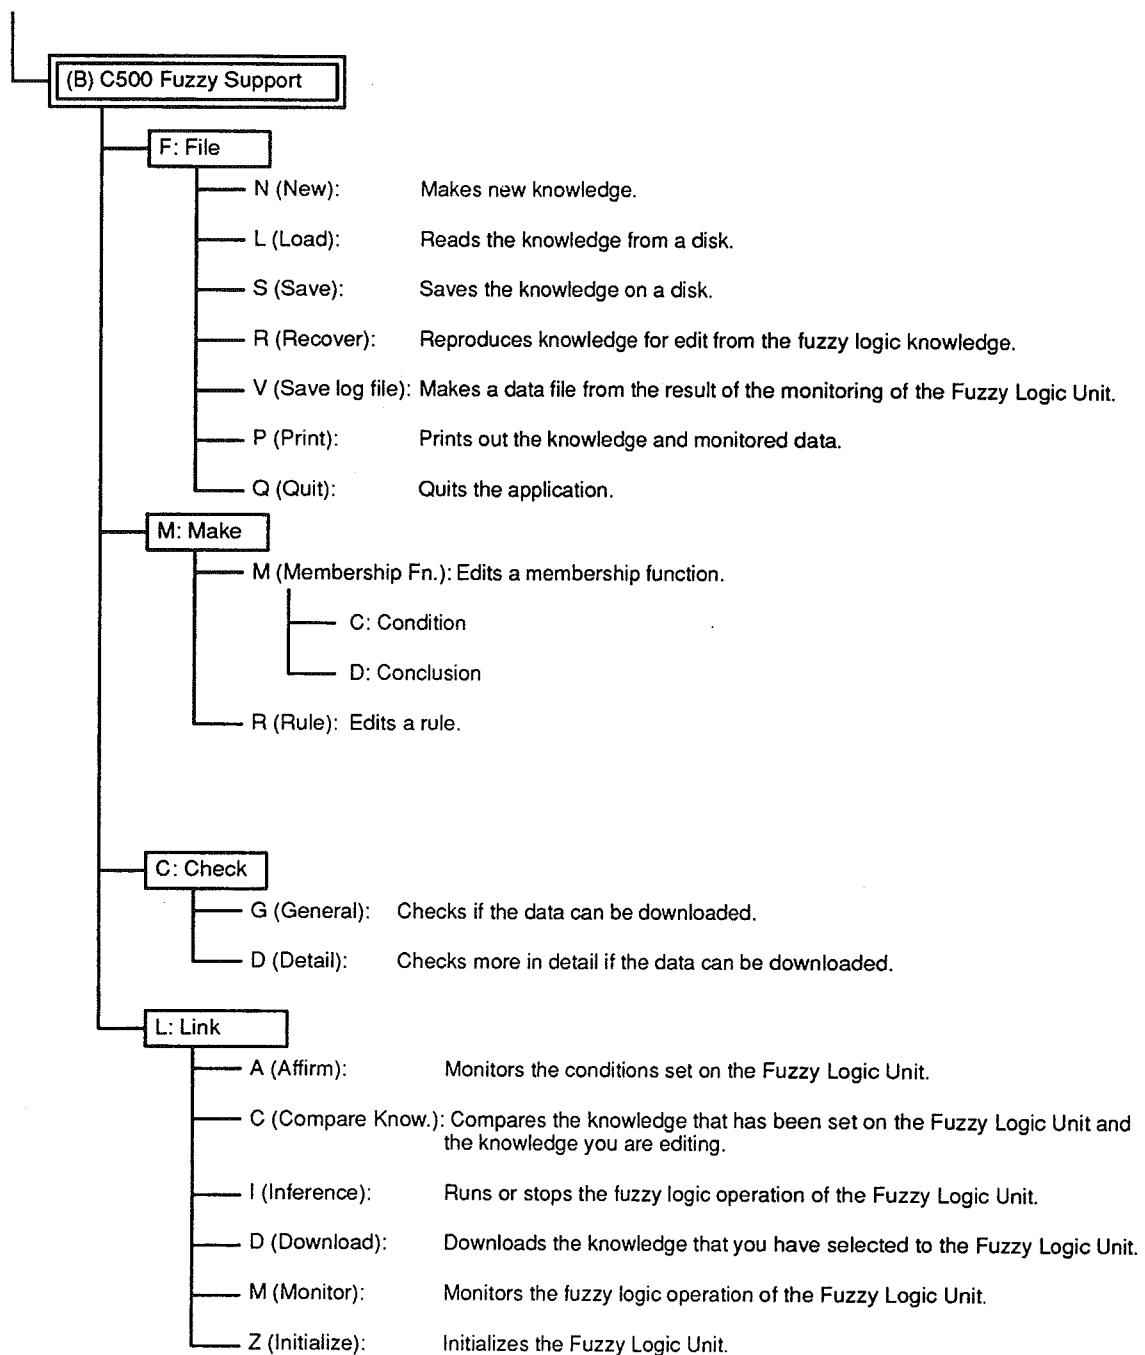 (B) C500 Fuzzy Support
F: File
N (New): Makes new knowledge.
L (Load): Reads the knowledge from a disk.
S (Save): Saves the knowledge on a disk.
R (Recover): Reproduces knowledge for edit from the fuzzy logic knowledge.
V (Save log file): Makes a data file from the result of the monitoring of the Fuzzy Logic Unit.
P (Print): Prints out the knowledge and monitored data.
Q (Quit): Quits the application.
M: Make
M (Membership Fn.): Edits a membership function.
C: Condition
D: Conclusion
R (Rule): Edits a rule.
C: Check
G (General): Checks if the data can be downloaded.
D (Detail): Checks more in detail if the data can be downloaded.
L: Link
A (Affirm): Monitors the conditions set on the Fuzzy Logic Unit.
C (Compare Know.): Compares the knowledge that has been set on the Fuzzy Logic Unit and
the knowledge you are editing.
I (Inference): Runs or stops the fuzzy logic operation of the Fuzzy Logic Unit.
D (Download): Downloads the knowledge that you have selected to the Fuzzy Logic Unit.
M (Monitor): Monitors the fuzzy logic operation of the Fuzzy Logic Unit.
Z (Initialize): Initializes the Fuzzy Logic Unit.